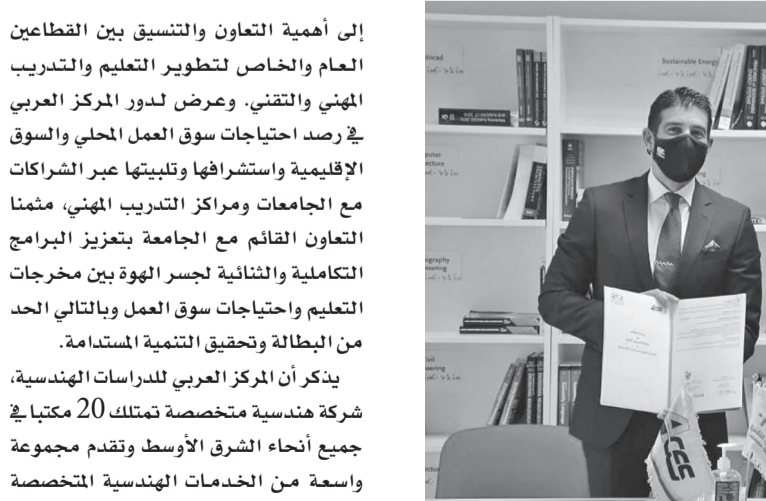 إلى أهمية التعاون والتنسيق بين القطاعين
العام والخاص لتطوير التعليم والتدريب
المهني والتقني. وعرض لدور المركز العربي
في رصد احتياجات سوق العمل المحلي والسوق
الإقليمية واستشرافها وتلبيتها عبر الشراكات
مع الجامعات ومراكز التدريب المهني، مثمنا
التعاون القائم مع الجامعة بتعزيز البرامج
التكاملية والثنائية لجسر الهوة بين مخرجات
التعليم واحتياجات سوق العمل وبالتالي الحد
من البطالة وتحقيق التنمية المستدامة.
يذكر أن المركز العربي للدراسات الهندسية،
شركة هندسية متخصصة تمتلك 20 مكتبا في
جميع أنحاء الشرق الأوسط وتقدم مجموعة
واسعة من الخدمات الهندسية المتخصصة
Sustainable Energy
ACES